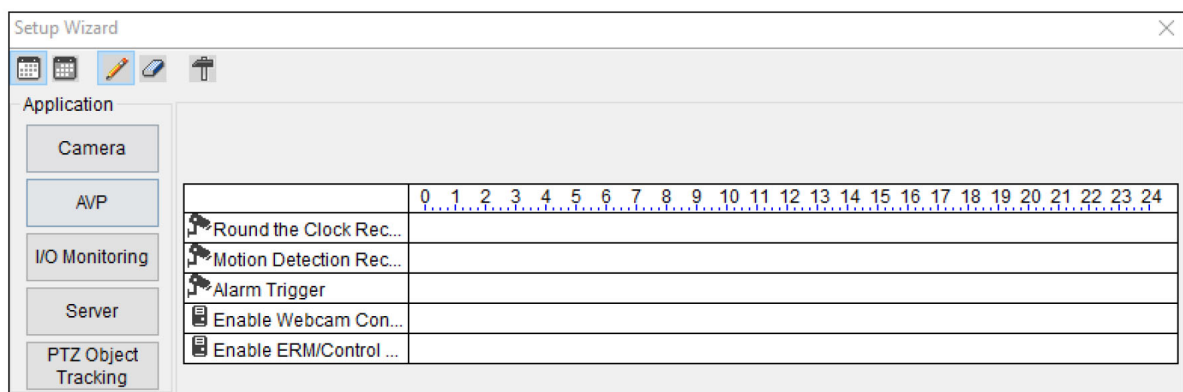 Setup Wizard
Application
Camera
AVP
I/O Monitoring
Server
PTZ Object
Tracking
0 1 2 3 4 5 6 7 8 9 10 11 12 13 14 15 16 17 18 19 20 21 22 23 24
Round the Clock Rec...
Motion Detection Rec...
Alarm Trigger
Enable Webcam Con...
Enable ERM/Control ...